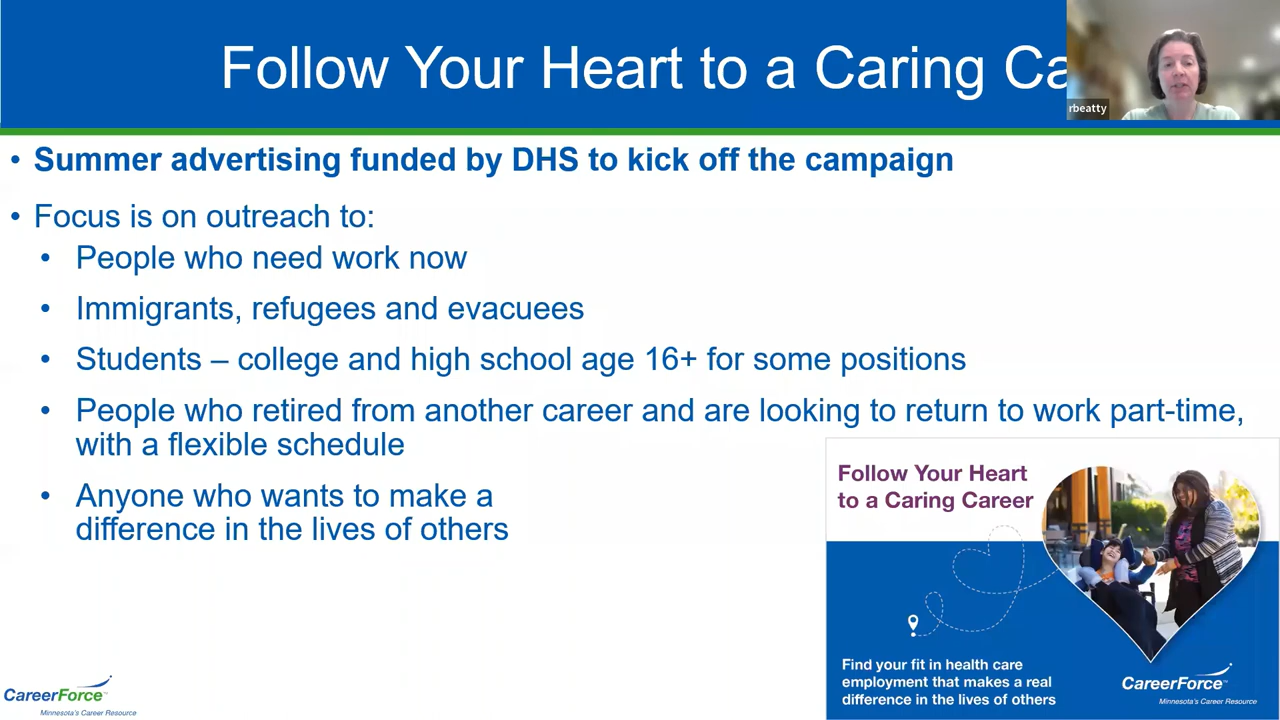 Follow Your Heart to a Caring Ca
rbeatty
• Summer advertising funded by DHS to kick off the campaign
• Focus is on outreach to:
• People who need work now
• Immigrants, refugees and evacuees
• Students – college and high school age 16+ for some positions
• People who retired from another career and are looking to return to work part-time,
with a flexible schedule
• Anyone who wants to make a
difference in the lives of others
Follow Your Heart
to a Caring Career
Find your fit in health care
employment that makes a real
difference in the lives of others
CareerForce™
Minnesota's Career Resource
CareerForce™
Minnesota's Career Resource